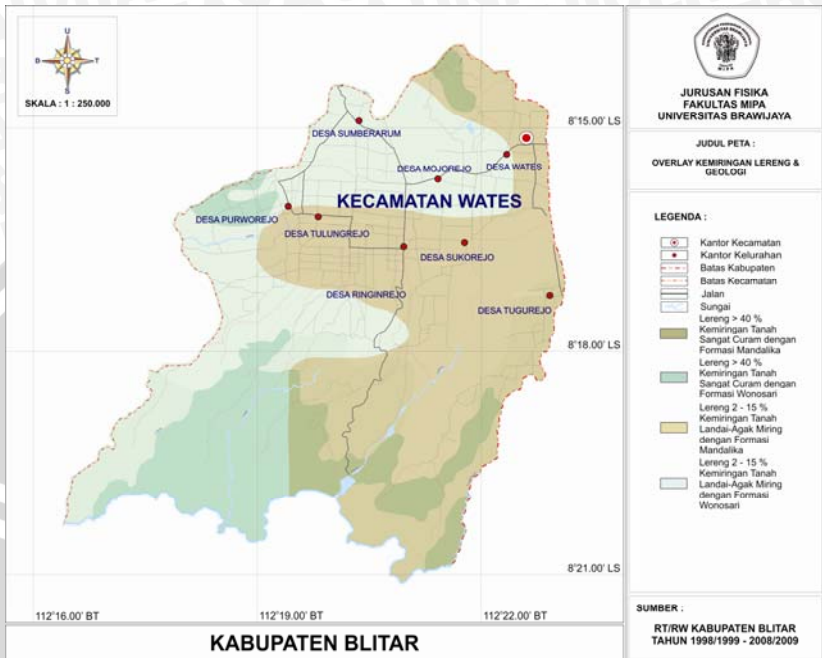 U
B
T
S
SKALA : 1 : 250.000
8°15.00' LS
DESA SUMBERARUM
DESA MOJOREJO
DESA WATES
KECAMATAN WATES
DESA PURWOREJO
DESA TULUNGREJO
DESA SUKOREJO
DESA RINGINREJO
DESA TUGUREJO
8°18.00' LS
8°21.00' LS
112°16.00' BT
112°19.00' BT
112°22.00' BT
KABUPATEN BLITAR
UNIVERSITAS BRAWIJAYA
MIPA
JURUSAN FISIKA
FAKULTAS MIPA
UNIVERSITAS BRAWIJAYA
JUDUL PETA :
OVERLAY KEMIRINGAN LERENG &
GEOLOGI
LEGENDA :
Kantor Kecamatan
Kantor Kelurahan
Batas Kabupaten
Batas Kecamatan
Jalan
Sungai
Lereng > 40 %
Kemiringan Tanah
Sangat Curam dengan
Formasi Mandalika
Lereng > 40 %
Kemiringan Tanah
Sangat Curam dengan
Formasi Wonosari
Lereng 2 - 15 %
Kemiringan Tanah
Landai-Agak Miring
dengan Formasi
Mandalika
Lereng 2 - 15 %
Kemiringan Tanah
Landai-Agak Miring
dengan Formasi
Wonosari
SUMBER :
RT/RW KABUPATEN BLITAR
TAHUN 1998/1999 - 2008/2009